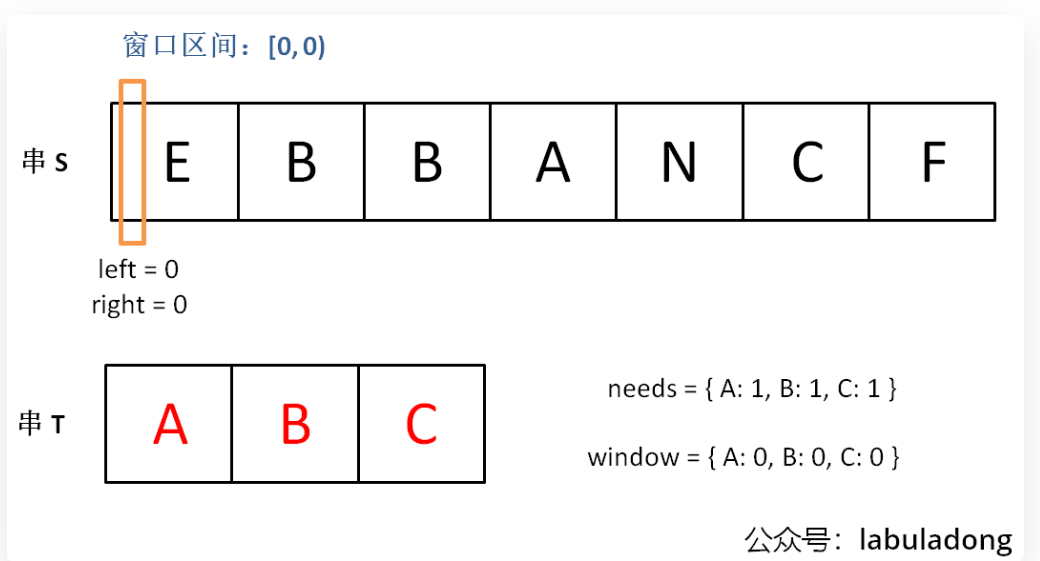 窗口区间：[0, 0)
串 S E B B A N C F
left = 0
right = 0
串 T A B C
needs = { A: 1, B: 1, C: 1 }
window = { A: 0, B: 0, C: 0 }
公众号：labuladong